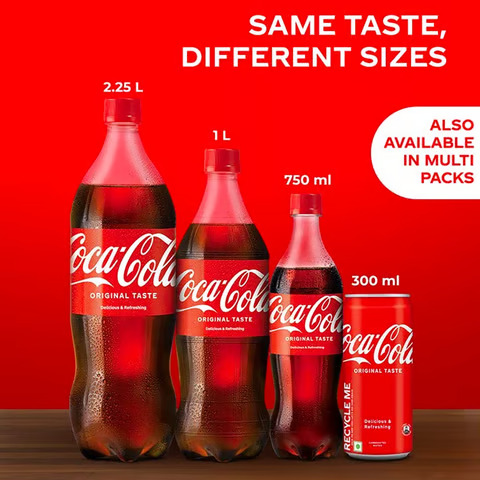 SAME TASTE,
DIFFERENT SIZES
2.25 L
1 L
750 ml
300 ml
ALSO
AVAILABLE
IN MULTI
PACKS
Coca-Cola
ORIGINAL TASTE
Delicious & Refreshing
Coca-Cola
ORIGINAL TASTE
Delicious & Refreshing
Coca-Cola
ORIGINAL TASTE
Delicious & Refreshing
Coca-Cola
ORIGINAL TASTE
RECYCLE ME
Delicious &
Refreshing